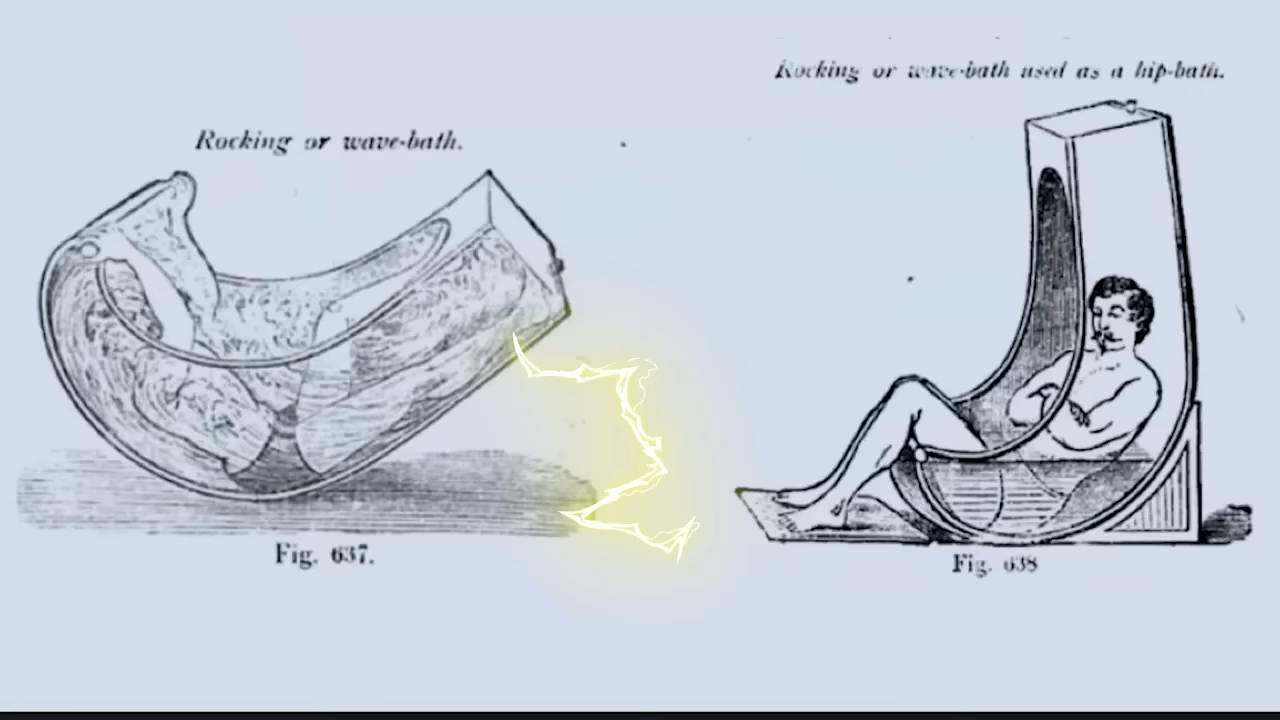 Rocking or wave-bath used as a hip-bath.
Rocking or wave-bath.
Fig. 637.
Fig. 638